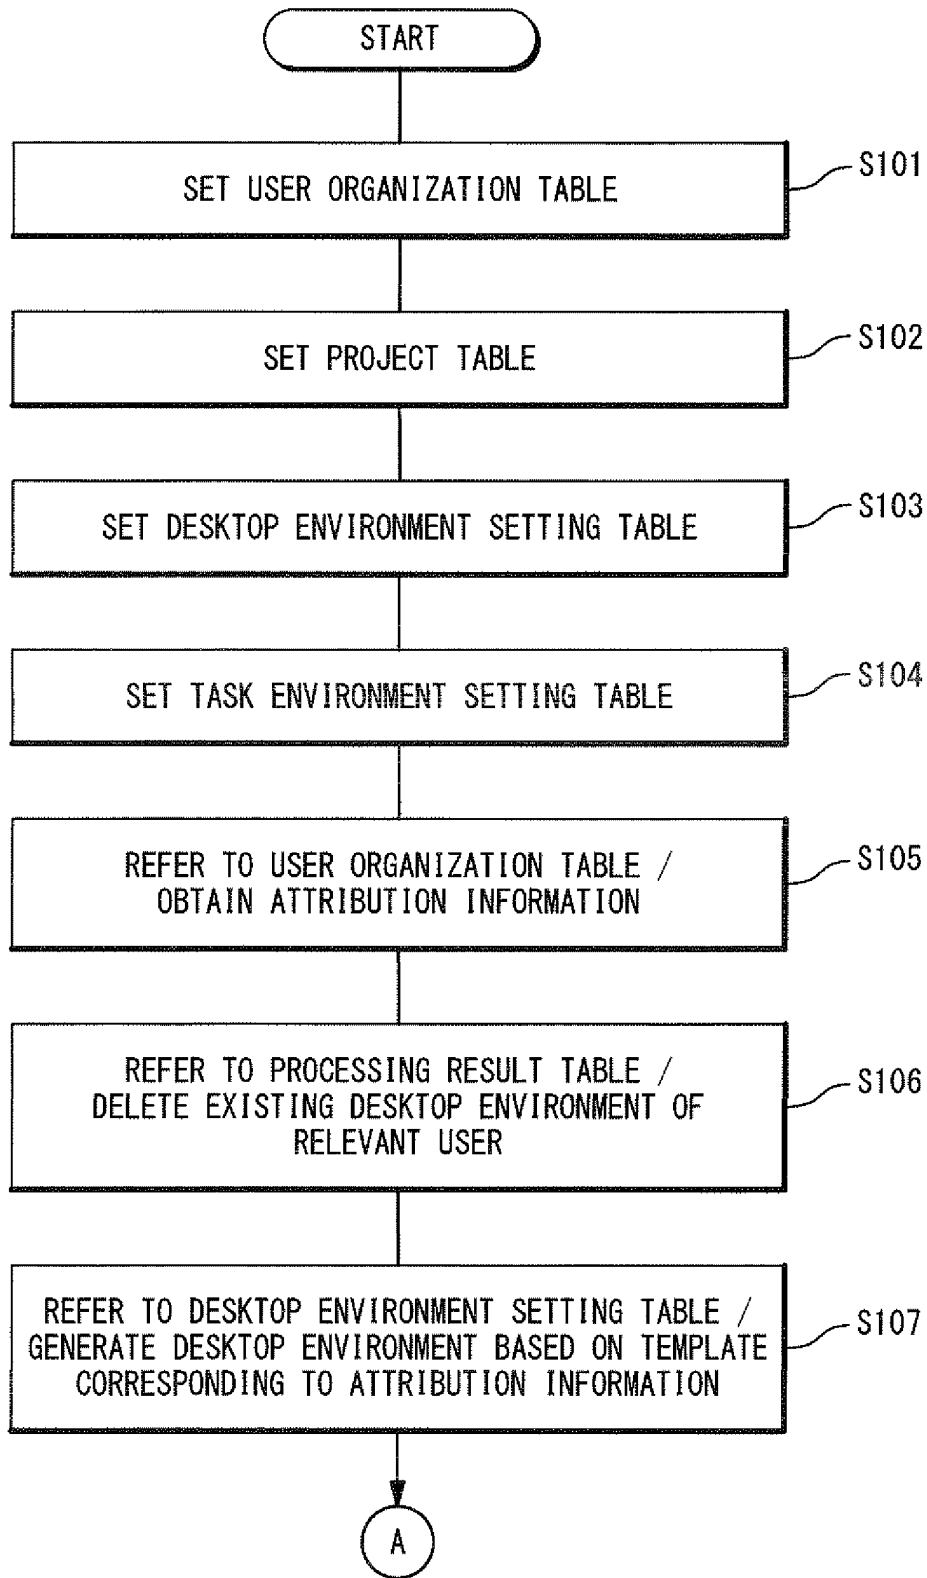 START
SET USER ORGANIZATION TABLE
S101
SET PROJECT TABLE
S102
SET DESKTOP ENVIRONMENT SETTING TABLE
S103
SET TASK ENVIRONMENT SETTING TABLE
S104
REFER TO USER ORGANIZATION TABLE /
OBTAIN ATTRIBUTION INFORMATION
S105
REFER TO PROCESSING RESULT TABLE /
DELETE EXISTING DESKTOP ENVIRONMENT OF
RELEVANT USER
S106
REFER TO DESKTOP ENVIRONMENT SETTING TABLE /
GENERATE DESKTOP ENVIRONMENT BASED ON TEMPLATE
CORRESPONDING TO ATTRIBUTION INFORMATION
S107
A